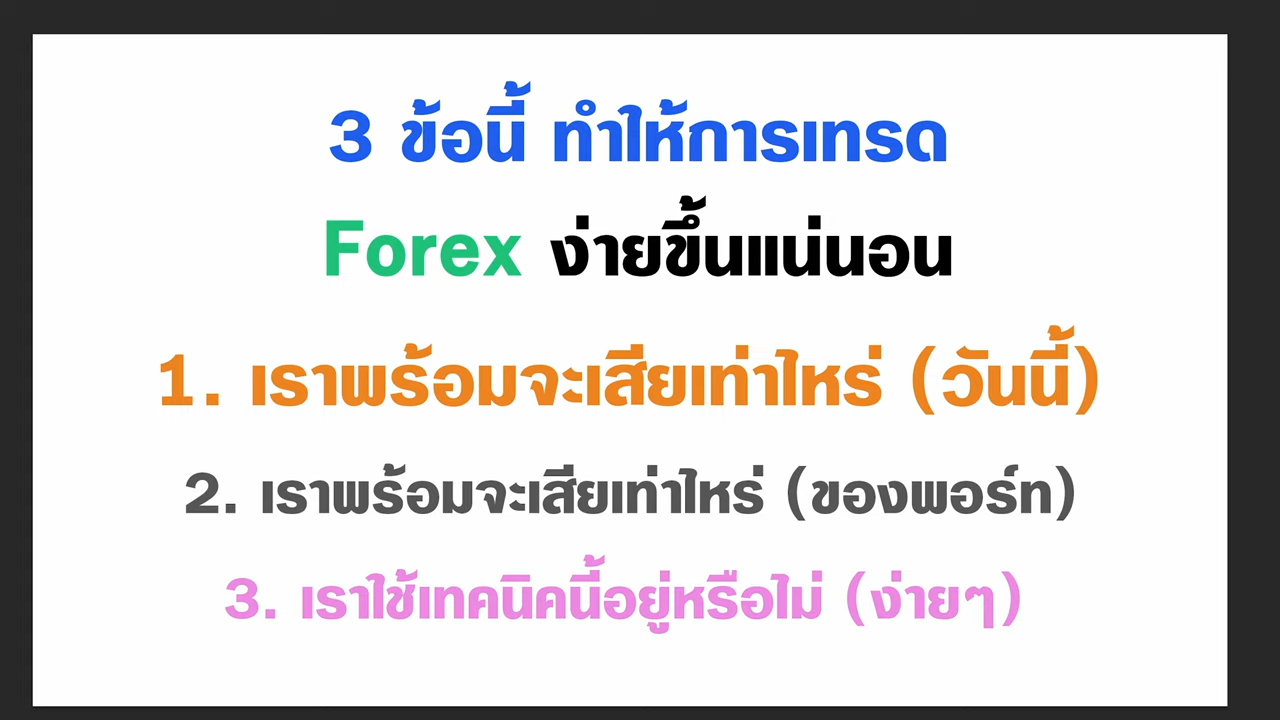 3 ข้อนี้ ทำให้การเทรด
Forex ง่ายขึ้นแน่นอน
1. เราพร้อมจะเสียเท่าไหร่ (วันนี้)
2. เราพร้อมจะเสียเท่าไหร่ (ของพอร์ท)
3. เราใช้เทคนิคนี้อยู่หรือไม่ (ง่ายๆ)